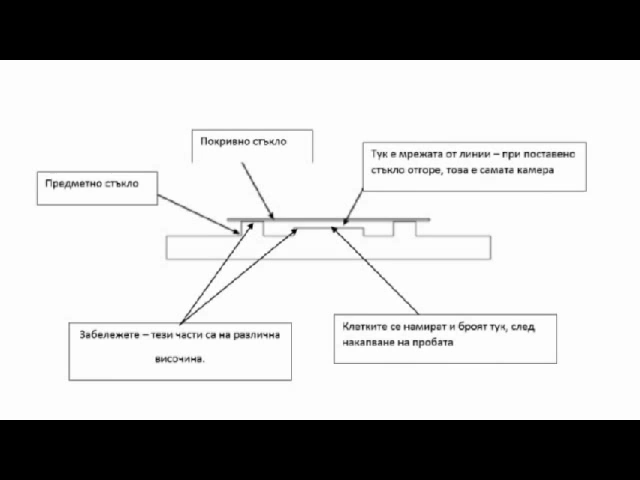 Покривно стъкло
Тук е мрежата от линии – при поставено
стъкло отгоре, това е самата камера
Предметно стъкло
Забележете – тези части са на различна
височина.
Клетките се намират и броят тук, след
накапване на пробата